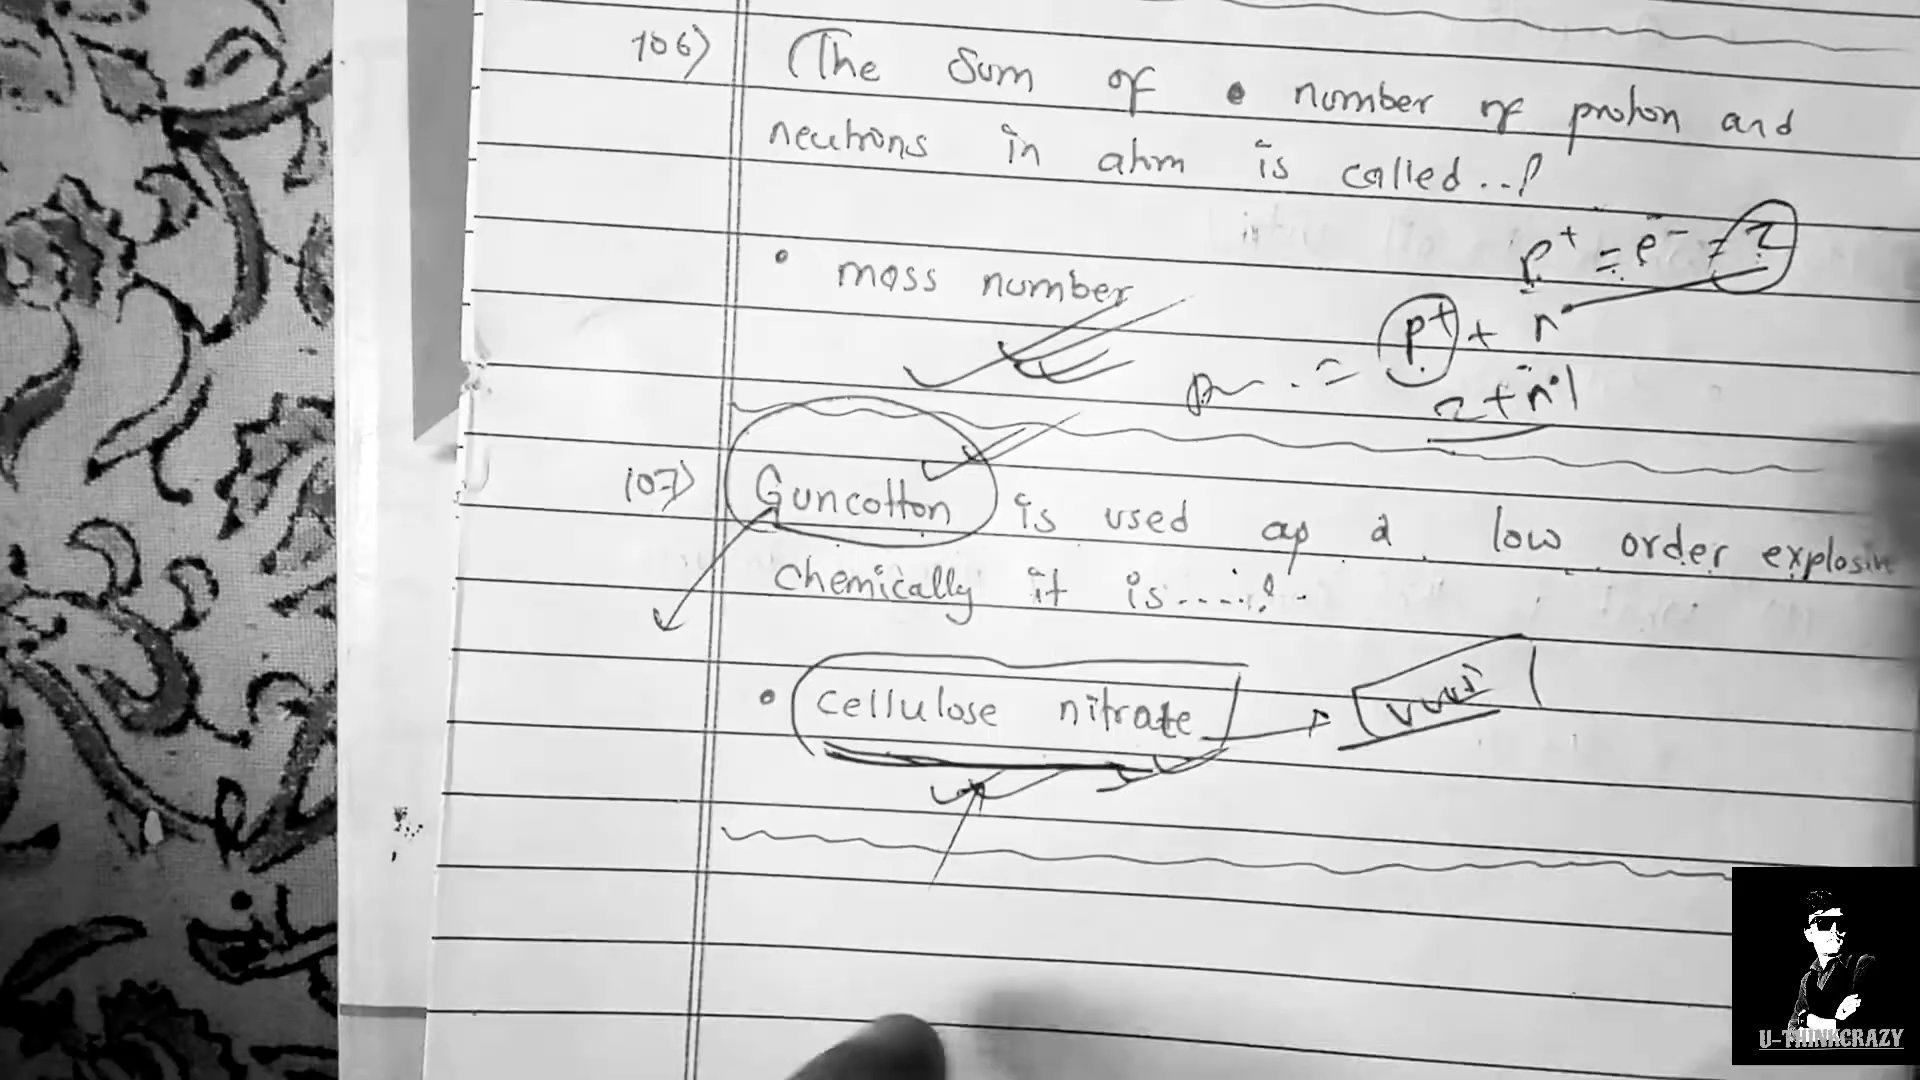 106) The Sum of number of proton and
neutrons in atom is called..?
p+ = e- = Z
• mass number
= p+ + n
z + n
107) Guncotton is used as a low order explosive
chemically it is.....?
• cellulose nitrate
U-THINKCRAZY